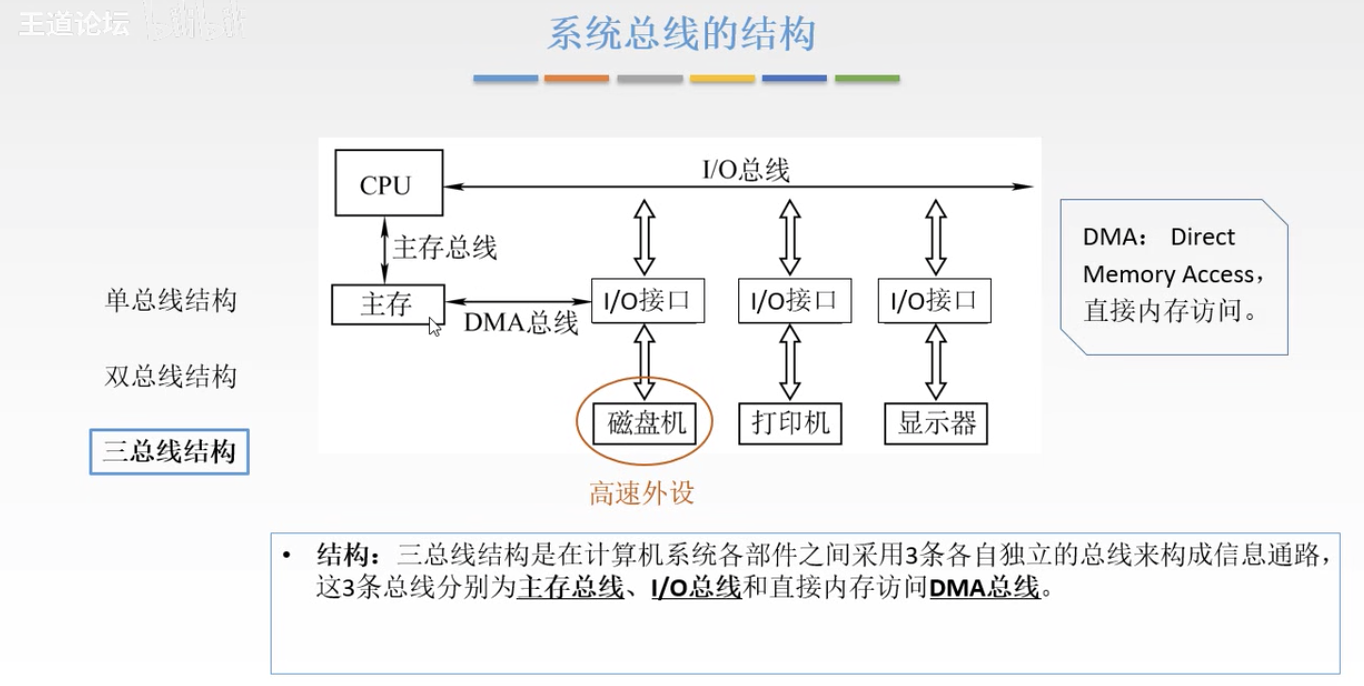 王道论坛
系统总线的结构
CPU
I/O总线
主存总线
主存
DMA总线
I/O接口
I/O接口
I/O接口
磁盘机
打印机
显示器
高速外设
DMA： Direct
Memory Access，
直接内存访问。
单总线结构
双总线结构
三总线结构
• 结构：三总线结构是在计算机系统各部件之间采用3条各自独立的总线来构成信息通路，
这3条总线分别为主存总线、I/O总线和直接内存访问DMA总线。